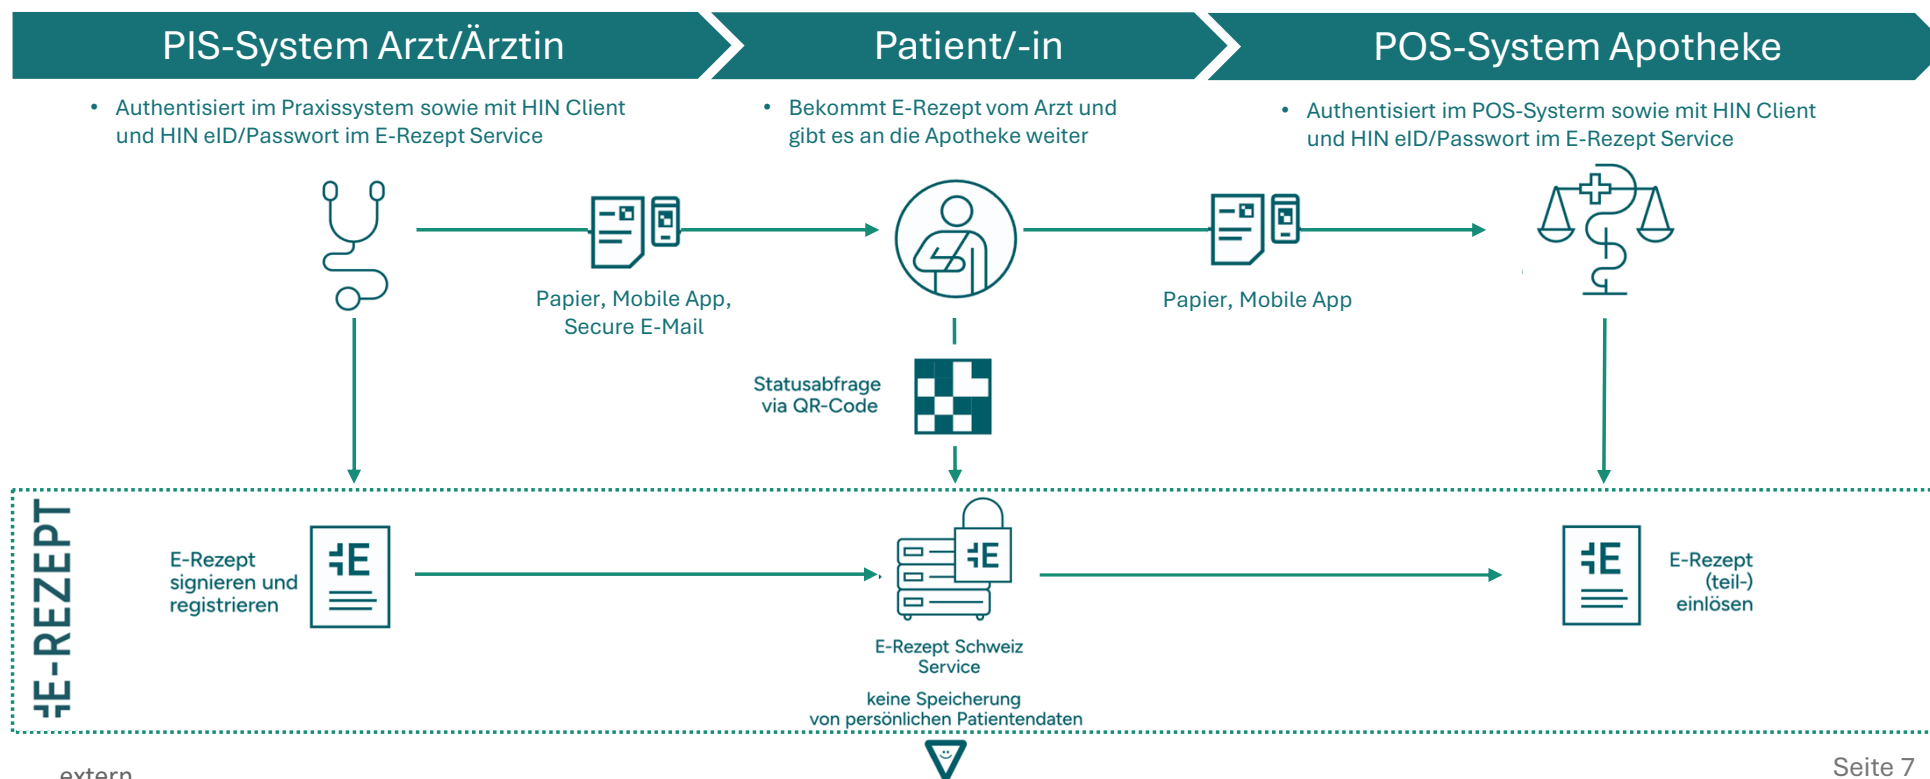 PIS-System Arzt/Ärztin
Patient/-in
POS-System Apotheke
• Authentisiert im Praxissystem sowie mit HIN Client
und HIN eID/Passwort im E-Rezept Service
• Bekommt E-Rezept vom Arzt und
gibt es an die Apotheke weiter
• Authentisiert im POS-Systerm sowie mit HIN Client
und HIN eID/Passwort im E-Rezept Service
Papier, Mobile App,
Secure E-Mail
Papier, Mobile App
Statusabfrage
via QR-Code
E-REZEPT
E-Rezept
signieren und
registrieren
E
E
E
E-Rezept
(teil-)
einlösen
E-Rezept Schweiz
Service
keine Speicherung
von persönlichen Patientendaten
extern
Seite 7